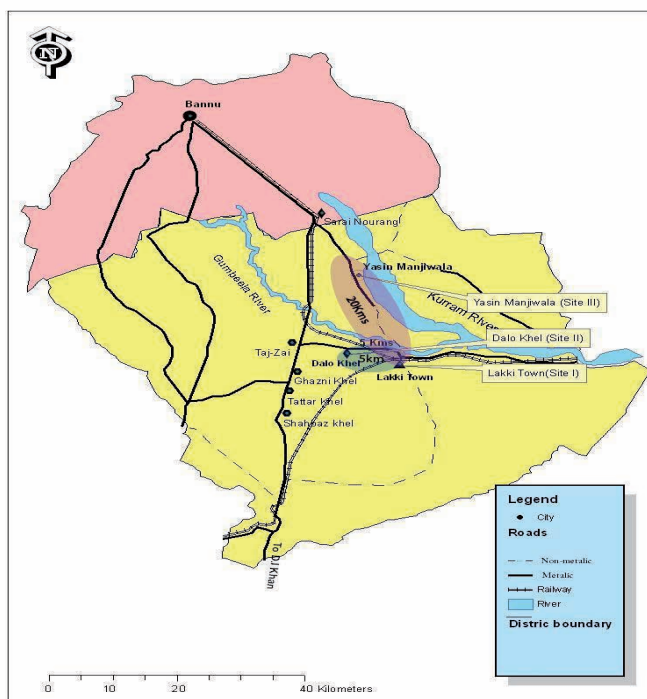 N
Bannu
Sarai Nourang
Gumbeela River
Yasin Manjiwala
Kurram River
Yasin Manjiwala (Site III)
20Kms
Dalo Khel (Site II)
5 Kms
Taj-Zai
5km
Dalo Khel
Lakki Town
Lakki Town(Site I)
Ghazni Khel
Tattar Khel
Shahbaz khel
To D.I Khan
Legend
City
Roads
Non-metalic
Metalic
Railway
River
Distric boundary
0 20 40 Kilometers